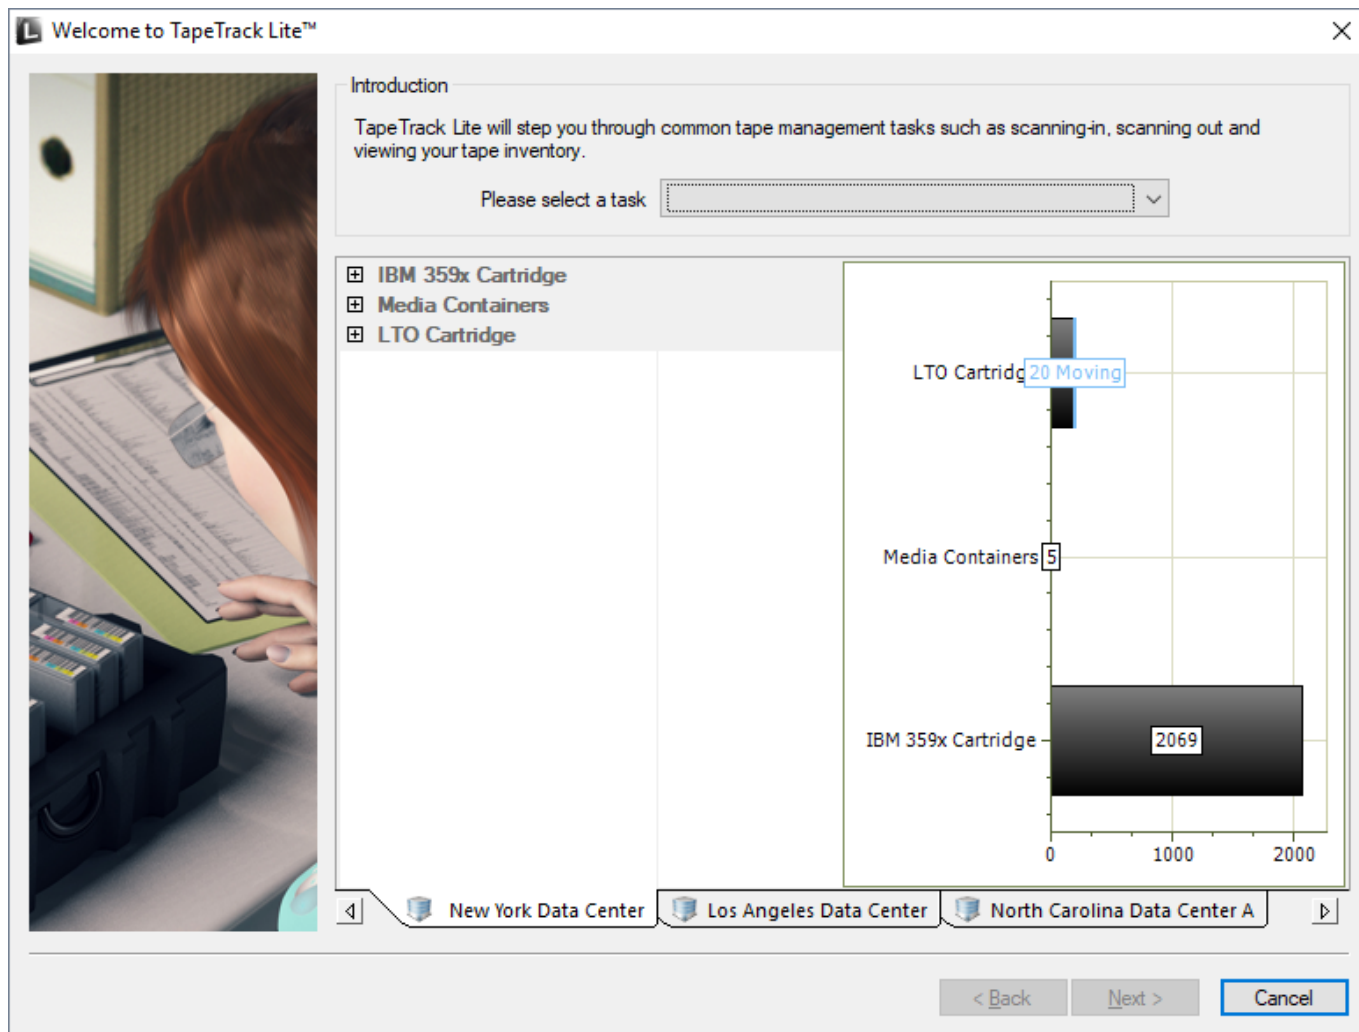 Welcome to TapeTrack Lite™
Introduction
TapeTrack Lite will step you through common tape management tasks such as scanning-in, scanning out and
viewing your tape inventory.
Please select a task
IBM 359x Cartridge
Media Containers
LTO Cartridge
LTO Cartridg
20 Moving
Media Containers
5
IBM 359x Cartridge
2069
0 1000 2000
New York Data Center
Los Angeles Data Center
North Carolina Data Center A
< Back
Next >
Cancel